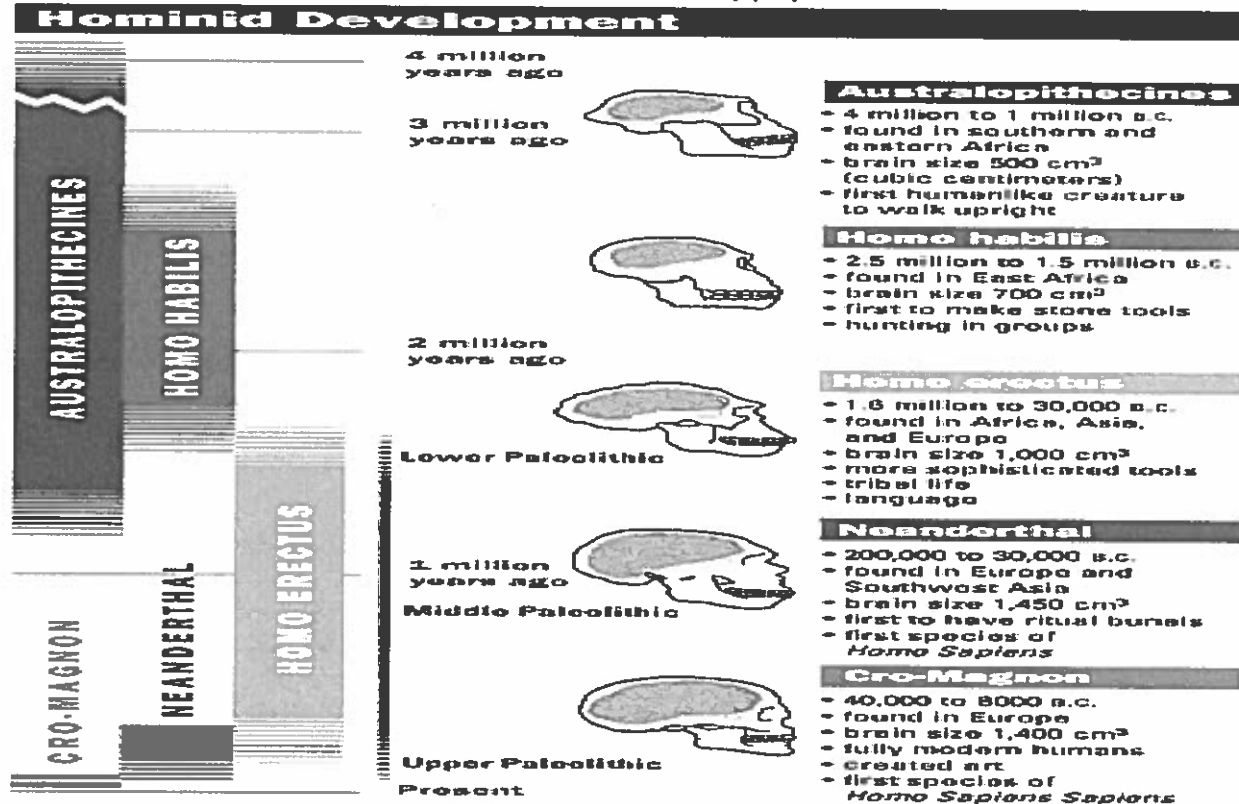 Hominid Development
AUSTRALOPITHECINES
HOMO HABILIS
HOMO ERECTUS
NEANDERTHAL
CRO-MAGNON
4 million
years ago
3 million
years ago
2 million
years ago
Lower Paleolithic
1 million
years ago
Middle Paleolithic
Upper Paleolithic
Present
Australopithecines
• 4 million to 1 million B.C.
• found in southern and
eastern Africa
• brain size 500 cm³
(cubic centimeters)
• first humanlike creature
to walk upright
Homo habilis
• 2.5 million to 1.5 million B.C.
• found in East Africa
• brain size 700 cm³
• first to make stone tools
• hunting in groups
Homo erectus
• 1.6 million to 30,000 B.C.
• found in Africa, Asia,
and Europe
• brain size 1,000 cm³
• more sophisticated tools
• tribal life
• language
Neanderthal
• 200,000 to 30,000 B.C.
• found in Europe and
Southwest Asia
• brain size 1,450 cm³
• first to have ritual burials
• first species of
Homo Sapiens
Cro-Magnon
• 40,000 to 8000 B.C.
• found in Europe
• brain size 1,400 cm³
• fully modern humans
• created art
• first species of
Homo Sapiens Sapiens